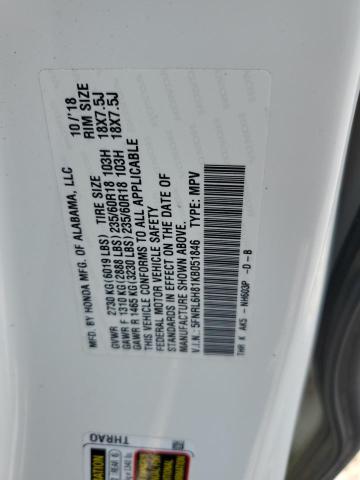 MFD. BY HONDA MFG. OF ALABAMA, LLC 10/'18
TIRE SIZE RIM SIZE
GVWR 2730 KG(6019 LBS)
GAWR F 1310 KG(2888 LBS) 235/60R18 103H 18X7.5J
GAWR R 1465 KG(3230 LBS) 235/60R18 103H 18X7.5J
THIS VEHICLE CONFORMS TO ALL APPLICABLE
FEDERAL MOTOR VEHICLE SAFETY
STANDARDS IN EFFECT ON THE DATE OF
MANUFACTURE SHOWN ABOVE.
V.I.N.: 5FNRL6H81KB051846 TYPE: MPV
THR K AK5 - NH603P -D-B
THRAO